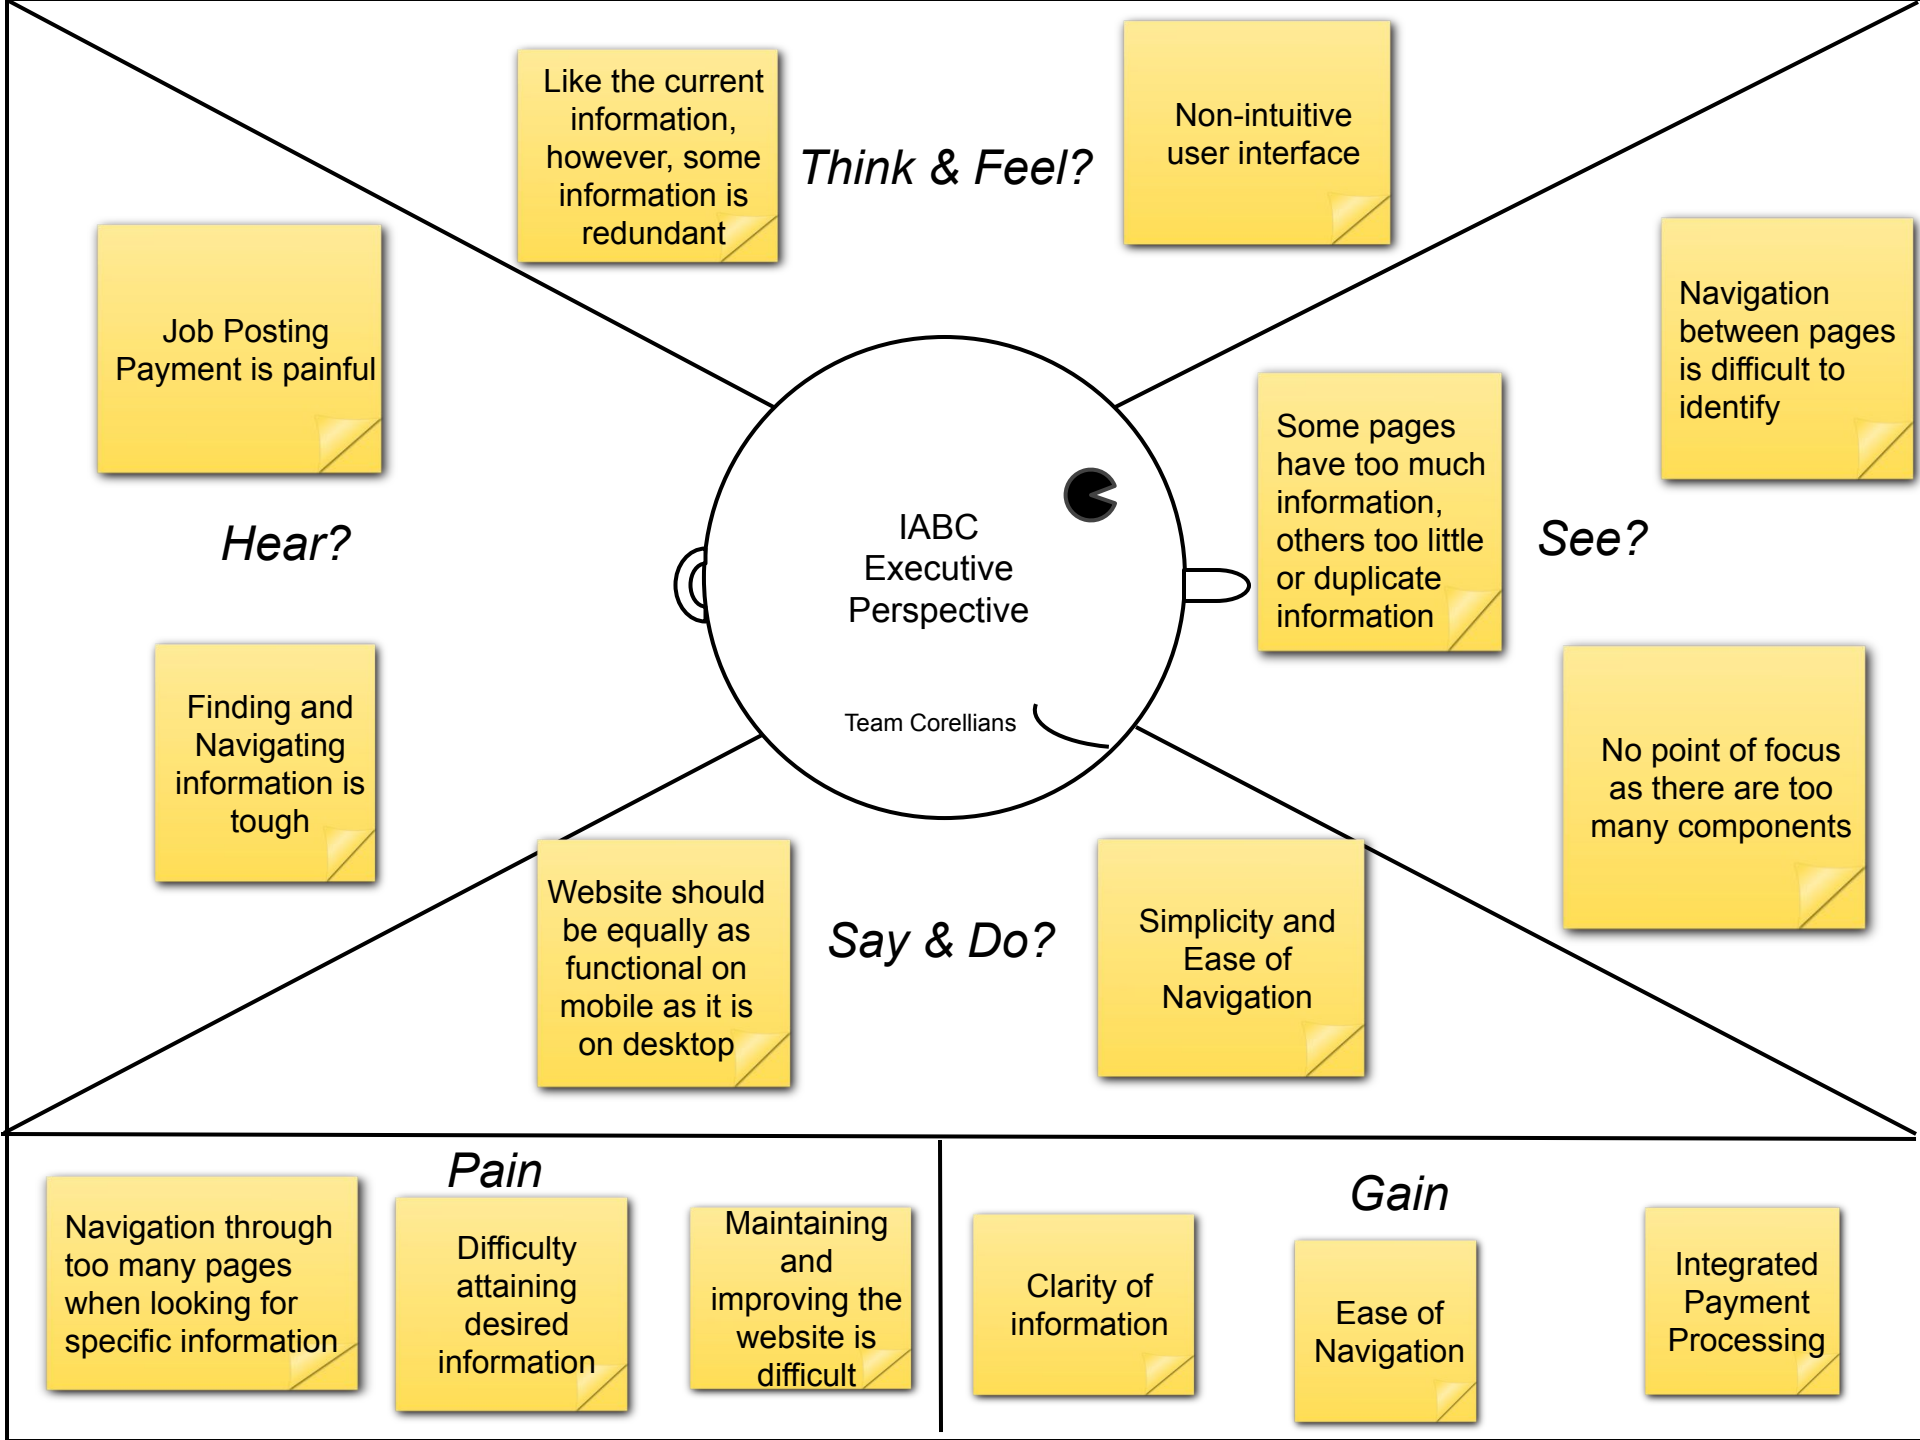 Like the current
information,
however, some
information is
redundant
Think & Feel?
Non-intuitive
user interface
Job Posting
Payment is painful
Hear?
Finding and
Navigating
information is
tough
IABC
Executive
Perspective
Team Corellians
Navigation
between pages
is difficult to
identify
Some pages
have too much
information,
others too little
or duplicate
information
See?
No point of focus
as there are too
many components
Website should
be equally as
functional on
mobile as it is
on desktop
Say & Do?
Simplicity and
Ease of
Navigation
Pain
Navigation through
too many pages
when looking for
specific information
Difficulty
attaining
desired
information
Maintaining
and
improving the
website is
difficult
Gain
Clarity of
information
Ease of
Navigation
Integrated
Payment
Processing